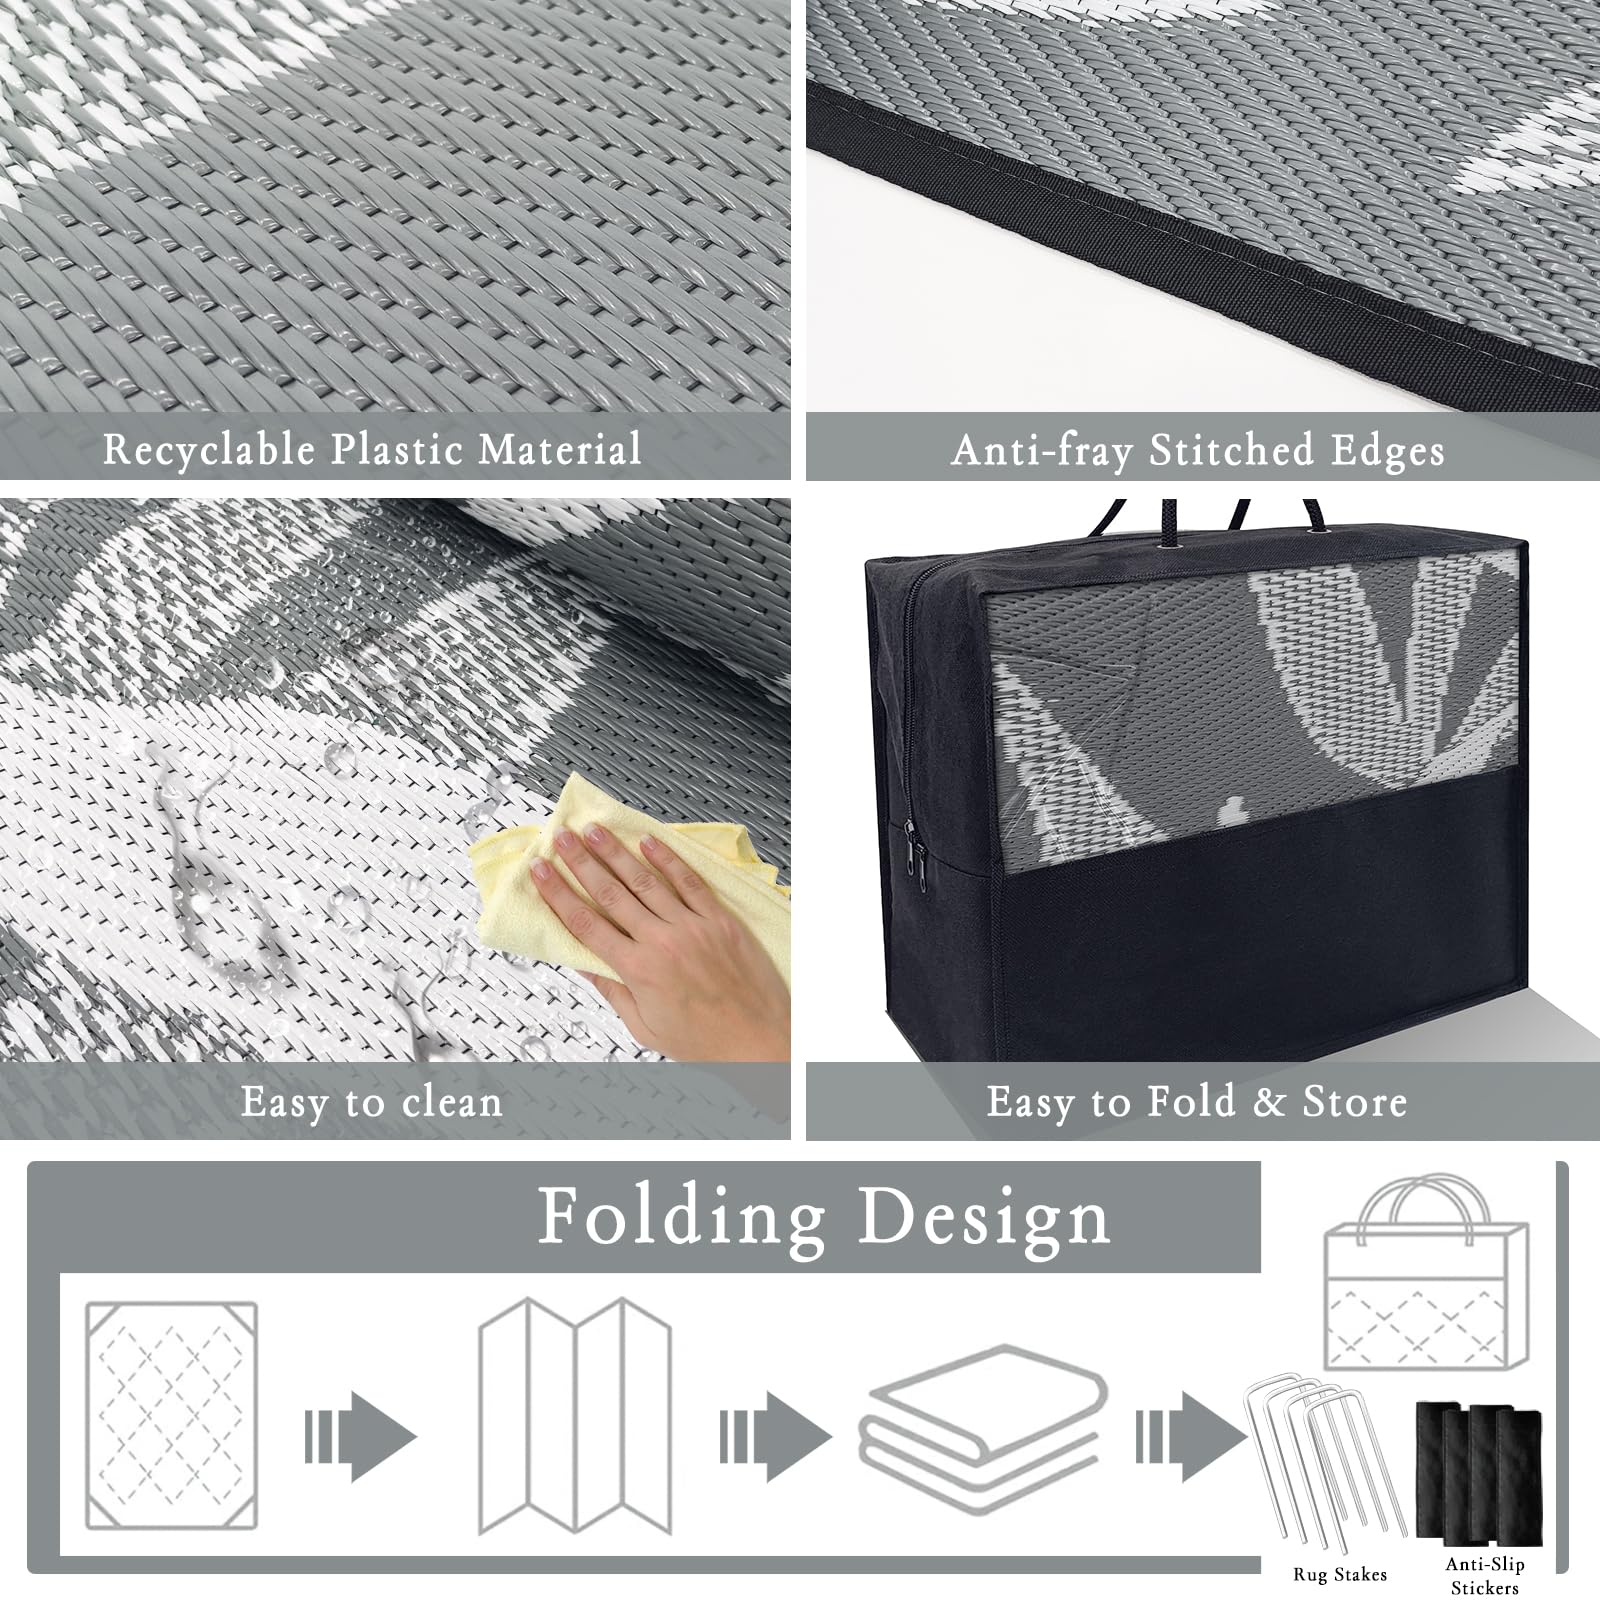 Recyclable Plastic Material
Anti-fray Stitched Edges
Easy to clean
Easy to Fold & Store
Folding Design
Rug Stakes
Anti-Slip
Stickers